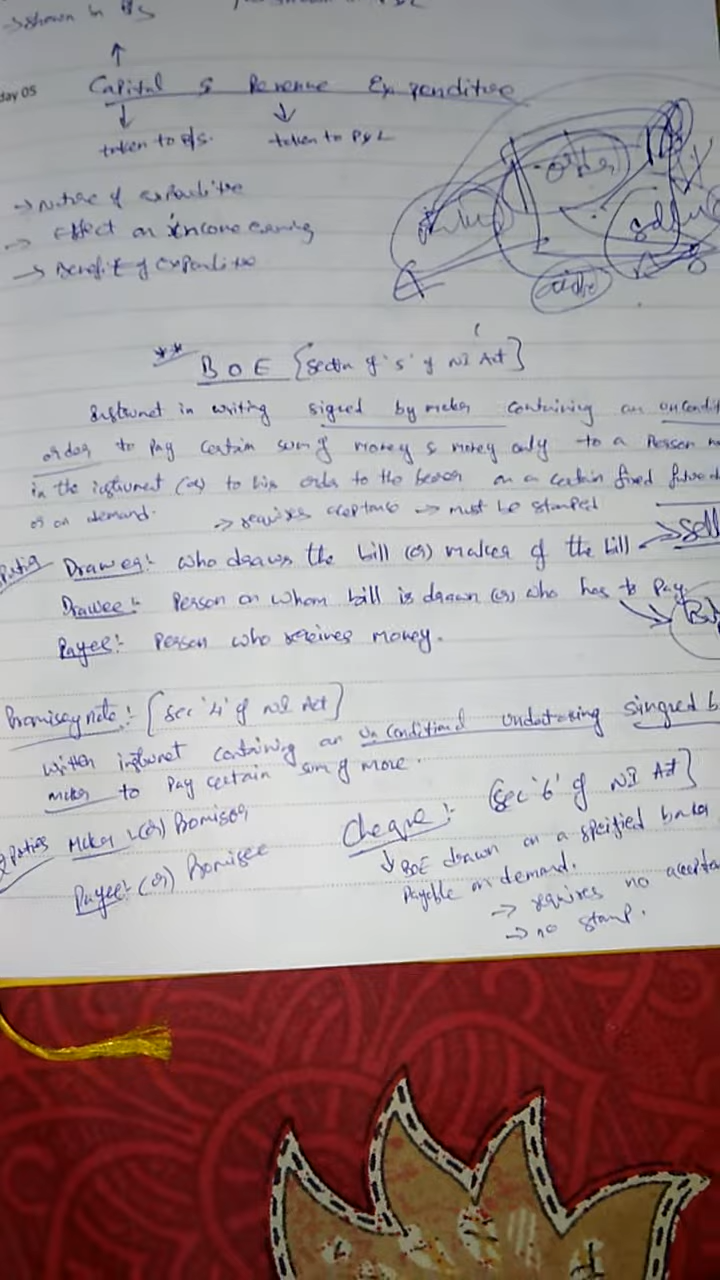 → shown in B/S
day 05
Capital & Revenue Expenditure
taken to B/S. taken to P&L
→ Nature of expenditre
→ Effect on income earning
→ Benefit of expenditre
order
** BOE [Section of '5' of NI Act]
Instrumet in writing signed by maker containing an uncondit
order to pay certain sum of money & money only to a Person
in the instrument (or) to his order to the bearer on a certain fixed future d
or on demand. → requires acceptance → must be stamped
Parties Drawer:- who draws the bill (or) maker of the bill → sell
Drawee:- Person on whom bill is drawn (or) who has to pay. → B
Payee:- Person who receives money.
Promisey note:- [sec '4' of NI Act]
written instrumet containing an unconditional undertaking singned b
maker to pay certain sum of money.
Parties Maker (or) Promisor
Payee:- (or) Promisee
Cheque:- [sec '6' of NI Act]
↓ BOE drawn on a specified banker
Payable on demand.
→ requires no accepta
→ no stamp.